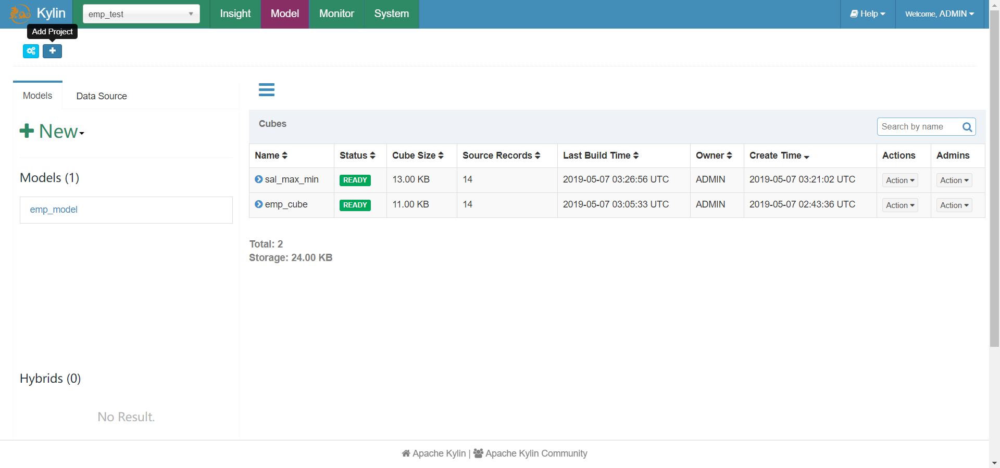 Kylin
emp_test
Insight
Model
Monitor
System
Help
Welcome, ADMIN
Add Project
Models
Data Source
New
Models (1)
emp_model
Hybrids (0)
No Result.
Cubes
Search by name
Name Status Cube Size Source Records Last Build Time Owner Create Time Actions Admins
sal_max_min READY 13.00 KB 14 2019-05-07 03:26:56 UTC ADMIN 2019-05-07 03:21:02 UTC Action Action
emp_cube READY 11.00 KB 14 2019-05-07 03:05:33 UTC ADMIN 2019-05-07 02:43:36 UTC Action Action
Total: 2
Storage: 24.00 KB
Apache Kylin | Apache Kylin Community